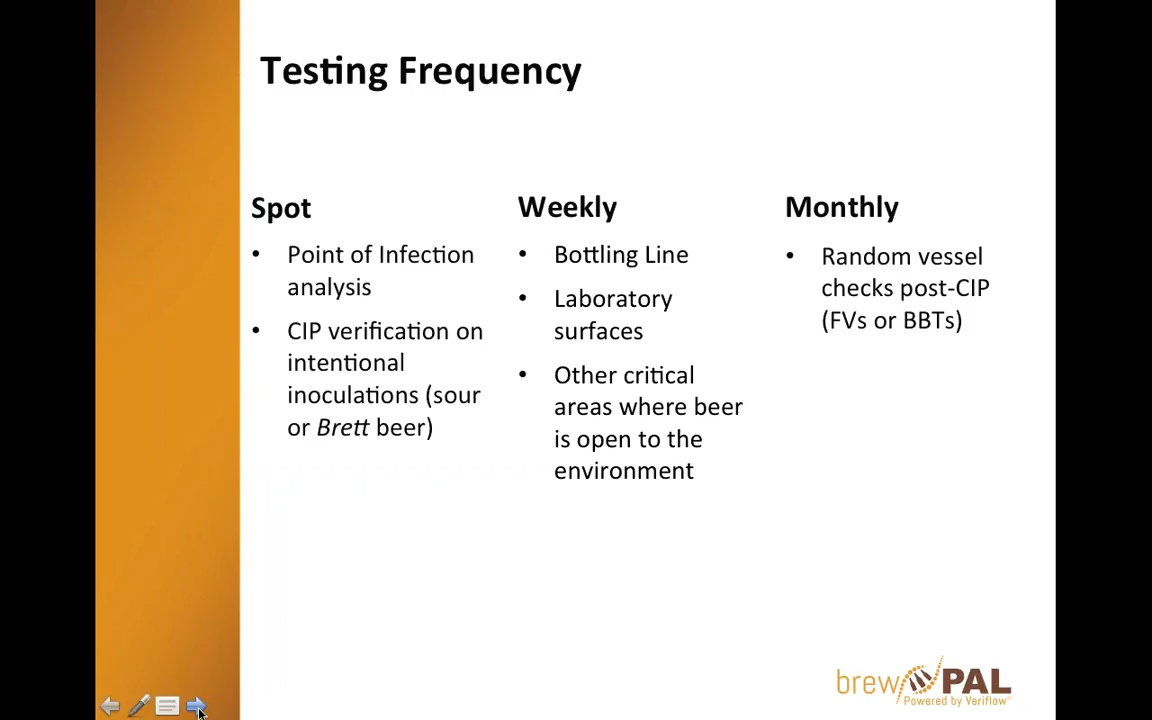 Testing Frequency
Spot
• Point of Infection
analysis
• CIP verification on
intentional
inoculations (sour
or Brett beer)
Weekly
• Bottling Line
• Laboratory
surfaces
• Other critical
areas where beer
is open to the
environment
Monthly
• Random vessel
checks post-CIP
(FVs or BBTs)
brewPAL
Powered by Veriflow®